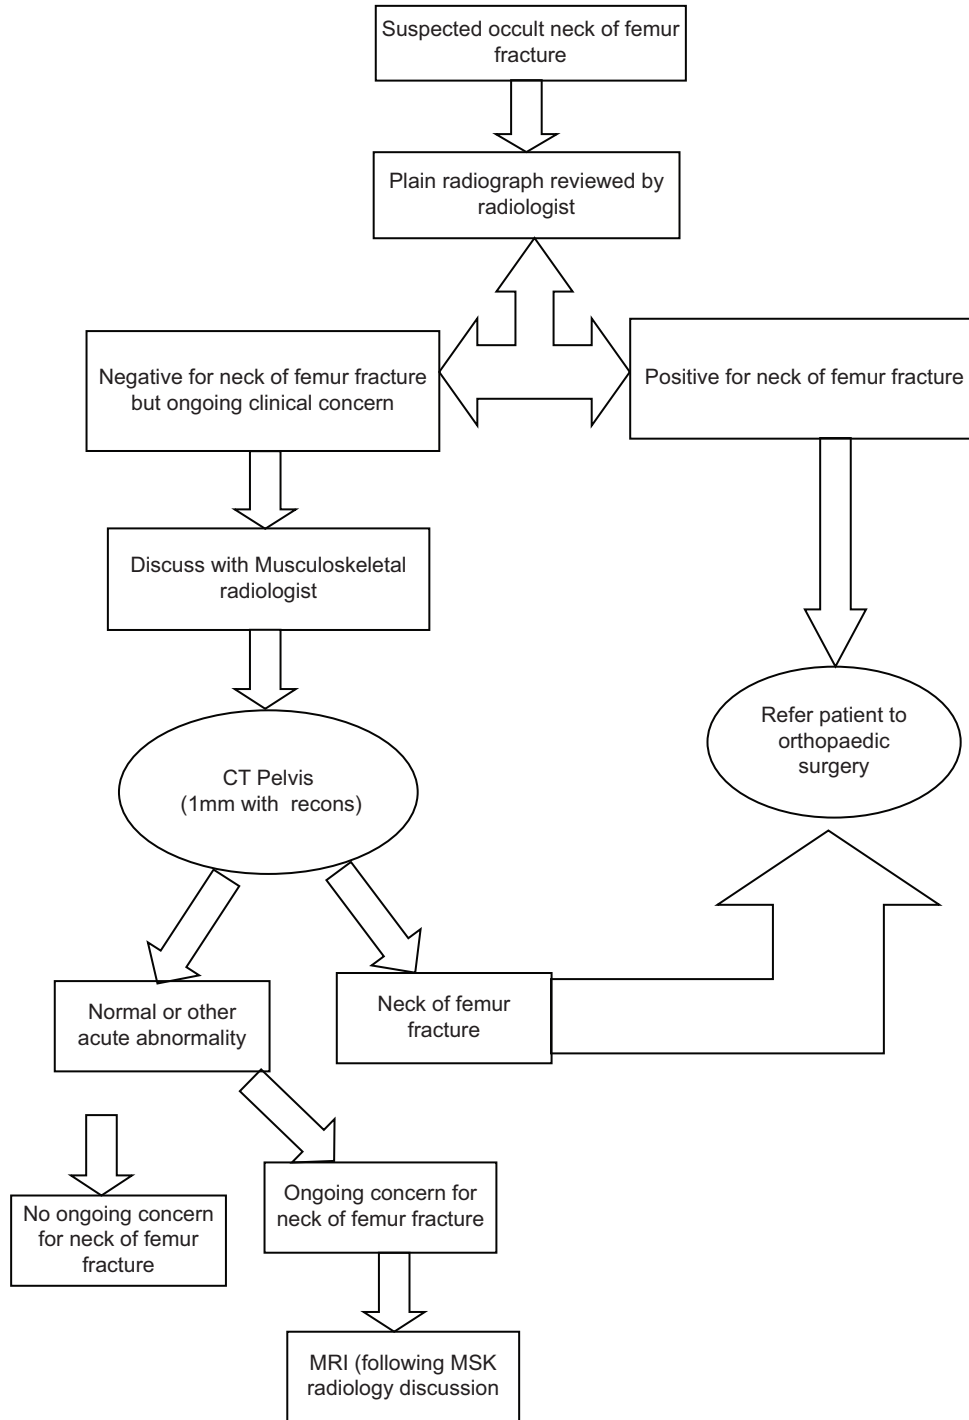 Suspected occult neck of femur
fracture
Plain radiograph reviewed by
radiologist
Negative for neck of femur fracture
but ongoing clinical concern
Positive for neck of femur fracture
Discuss with Musculoskeletal
radiologist
Refer patient to
orthopaedic
surgery
CT Pelvis
(1mm with recons)
Normal or other
acute abnormality
Neck of femur
fracture
No ongoing concern
for neck of femur
fracture
Ongoing concern for
neck of femur fracture
MRI (following MSK
radiology discussion